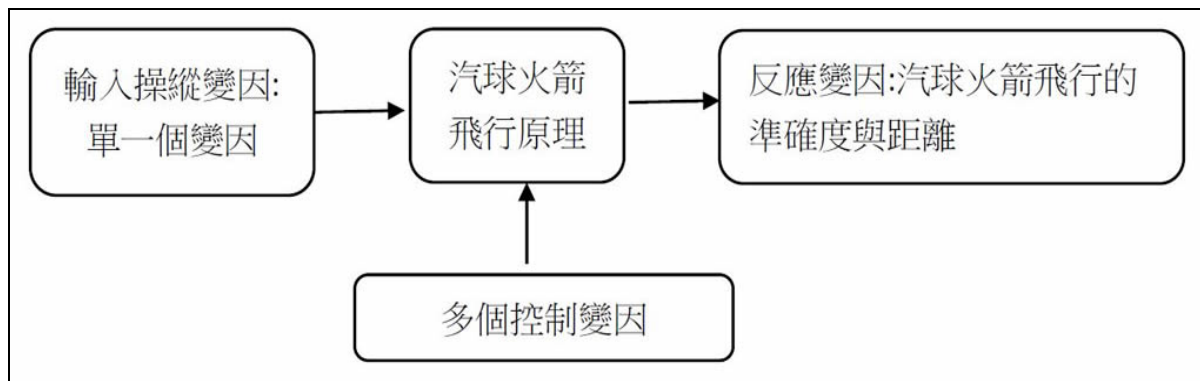 輸入操縱變因:
單一個變因
汽球火箭
飛行原理
反應變因:汽球火箭飛行的
準確度與距離
多個控制變因